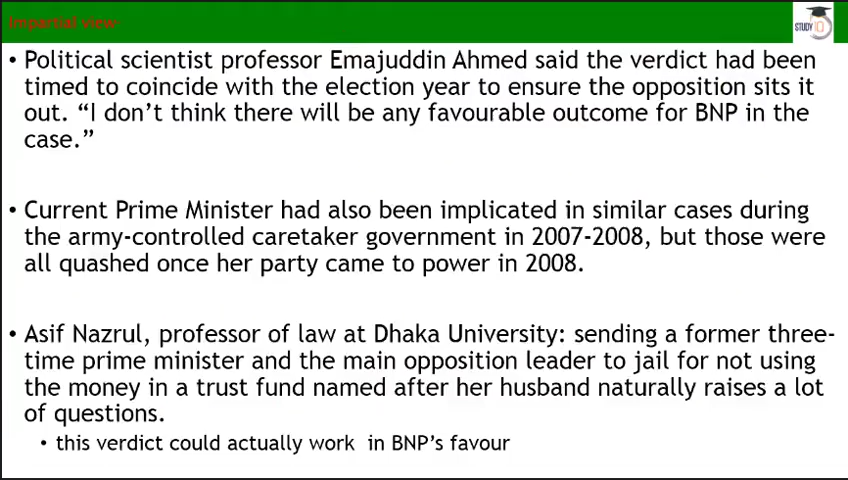 Impartial view
STUDY iQ
• Political scientist professor Emajuddin Ahmed said the verdict had been
timed to coincide with the election year to ensure the opposition sits it
out. “I don’t think there will be any favourable outcome for BNP in the
case.”
• Current Prime Minister had also been implicated in similar cases during
the army-controlled caretaker government in 2007-2008, but those were
all quashed once her party came to power in 2008.
• Asif Nazrul, professor of law at Dhaka University: sending a former three-
time prime minister and the main opposition leader to jail for not using
the money in a trust fund named after her husband naturally raises a lot
of questions.
• this verdict could actually work in BNP’s favour